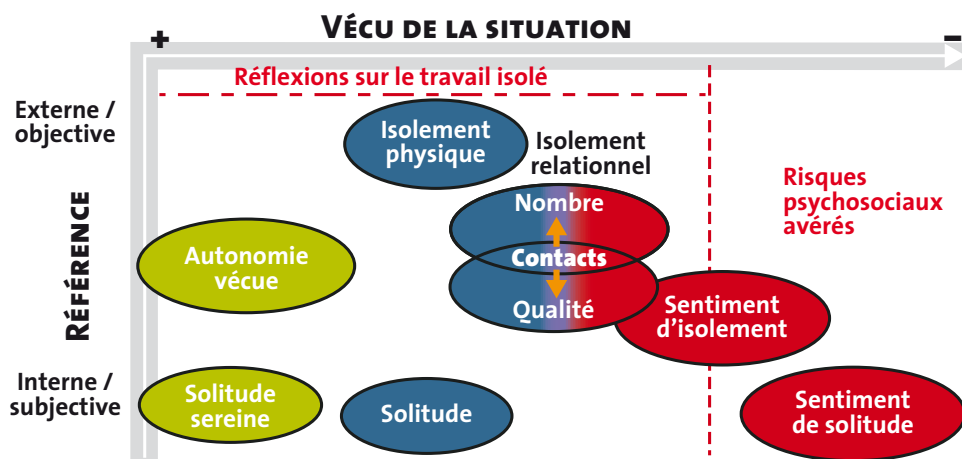 VÉCU DE LA SITUATION
+
–
Réflexions sur le travail isolé
Externe /
objective
Isolement
physique
Isolement
relationnel
Risques
psychosociaux
avérés
RÉFÉRENCE
Nombre
Contacts
Qualité
Autonomie
vécue
Sentiment
d'isolement
Interne /
subjective
Solitude
sereine
Solitude
Sentiment
de solitude